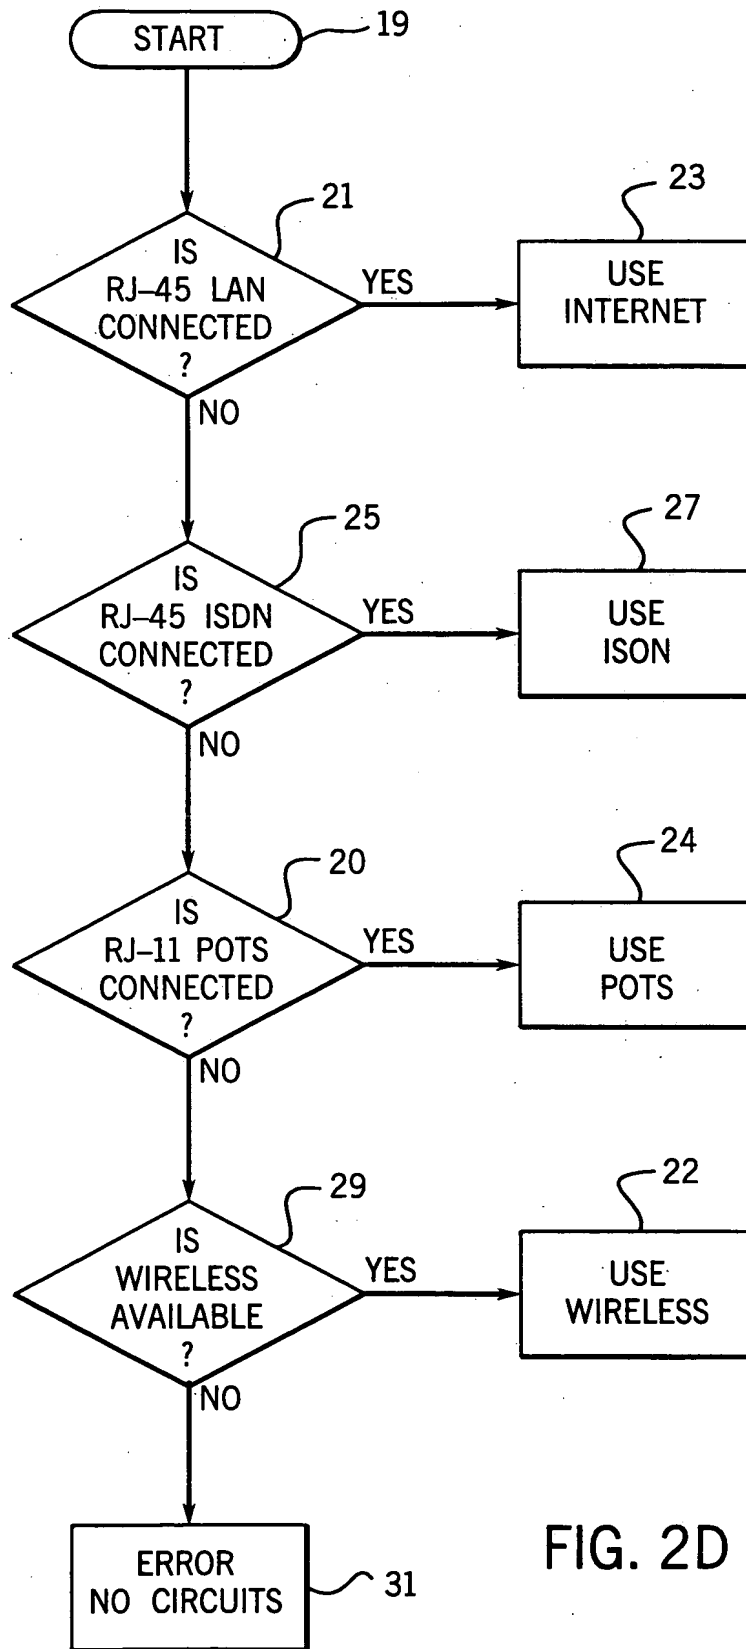 START
19
21
IS
RJ-45 LAN
CONNECTED
?
YES
23
USE
INTERNET
NO
25
IS
RJ-45 ISDN
CONNECTED
?
YES
27
USE
ISON
NO
20
IS
RJ-11 POTS
CONNECTED
?
YES
24
USE
POTS
NO
29
IS
WIRELESS
AVAILABLE
?
YES
22
USE
WIRELESS
NO
ERROR
NO CIRCUITS
31
FIG. 2D